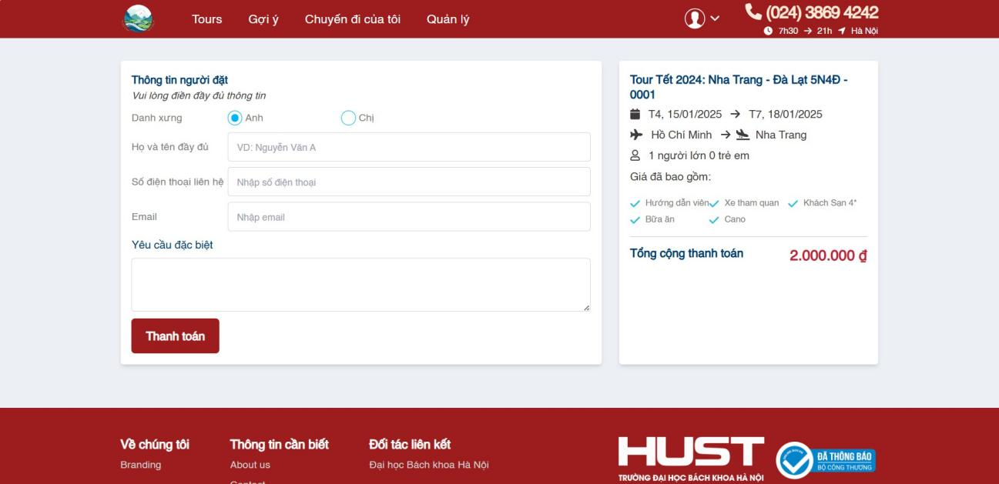 Tours Gợi ý Chuyến đi của tôi Quản lý
(024) 3869 4242
7h30 → 21h Hà Nội
Thông tin người đặt
Vui lòng điền đầy đủ thông tin
Danh xưng Anh Chị
Họ và tên đầy đủ VD: Nguyễn Văn A
Số điện thoại liên hệ Nhập số điện thoại
Email Nhập email
Yêu cầu đặc biệt
Thanh toán
Tour Tết 2024: Nha Trang - Đà Lạt 5N4Đ -
0001
T4, 15/01/2025 → T7, 18/01/2025
Hồ Chí Minh → Nha Trang
1 người lớn 0 trẻ em
Giá đã bao gồm:
Hướng dẫn viên Xe tham quan Khách Sạn 4*
Bữa ăn Cano
Tổng cộng thanh toán 2.000.000 ₫
Về chúng tôi Thông tin cần biết Đối tác liên kết
Branding About us Đại học Bách khoa Hà Nội
Contact
HUST
TRƯỜNG ĐẠI HỌC BÁCH KHOA HÀ NỘI
ĐÃ THÔNG BÁO
BỘ CÔNG THƯƠNG